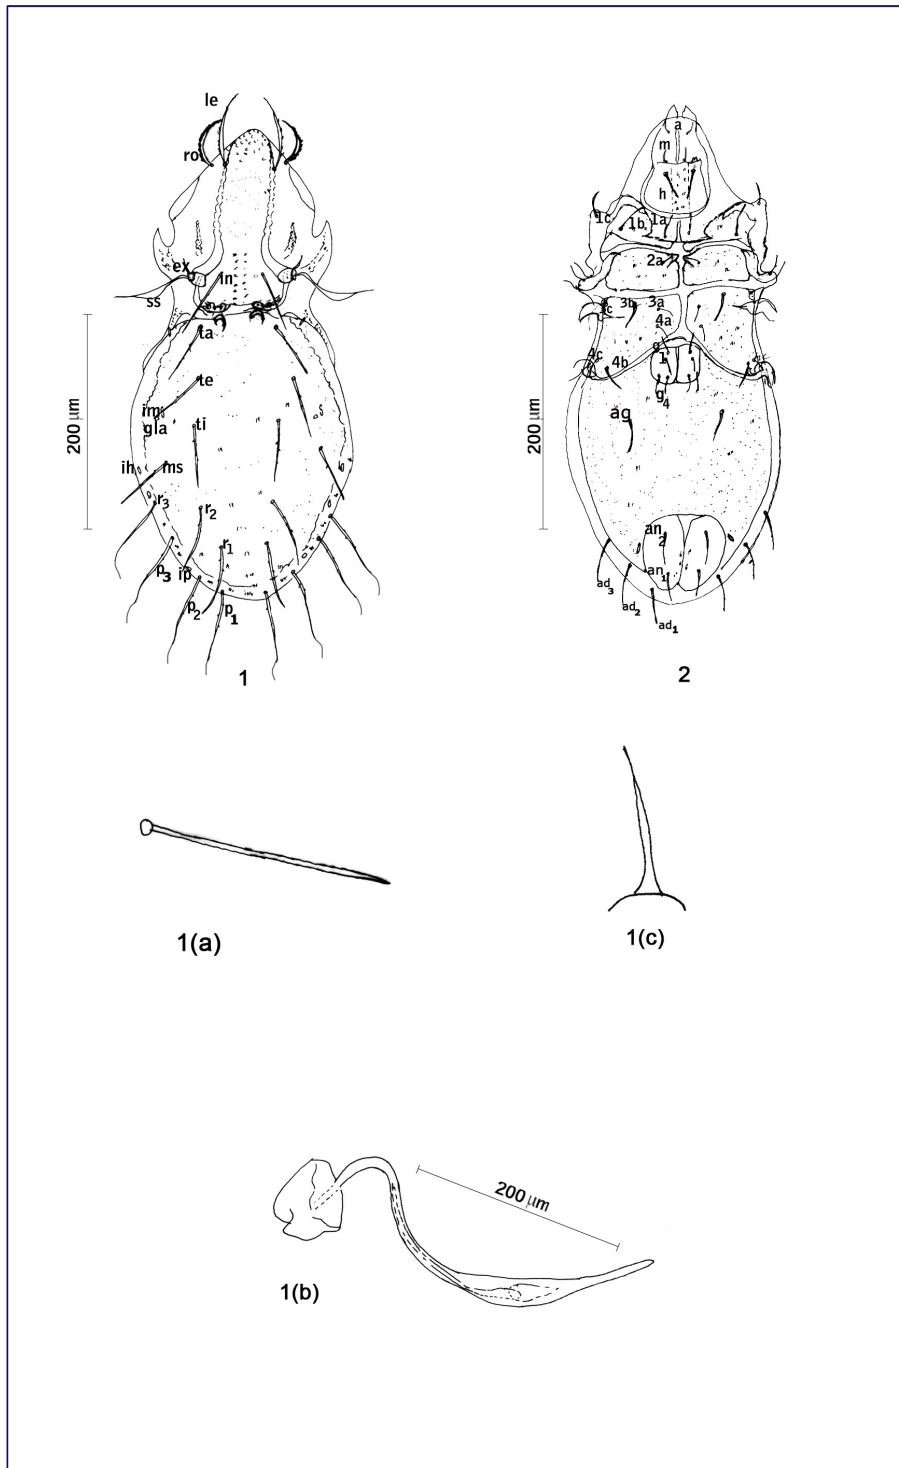 le
ro
ex
ln
ss
ta
te
im
gla
ti
ih
ms
r3
r2
r1
p3
ip
p2
p1
200 µm
1
a
m
h
1c
1b
1a
2a
3b
3a
4a
4c
4b
g4
ag
an2
an1
ad3
ad2
ad1
200 µm
2
1(a)
1(c)
200 µm
1(b)